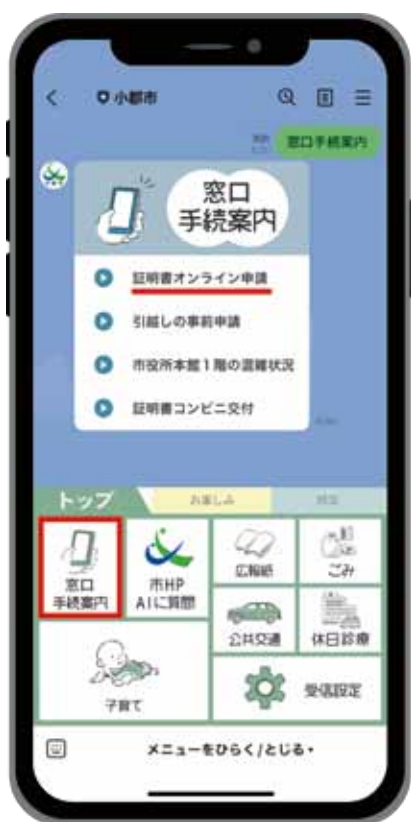 小郡市
窓口手続案内
窓口
手続案内
証明書オンライン申請
引越しの事前申請
市役所本館1階の混雑状況
証明書コンビニ交付
トップ
お楽しみ
窓口
手続案内
市HP
AIに質問
広報紙
ごみ
公共交通
休日診療
子育て
受信設定
メニューをひらく/とじる▾